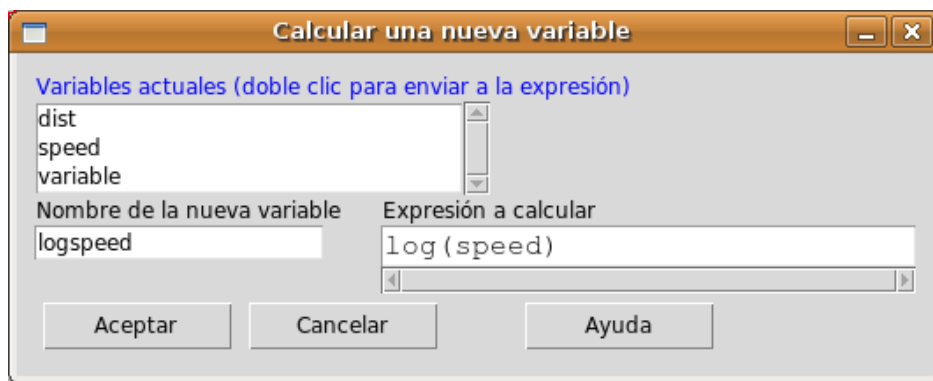 Calcular una nueva variable
Variables actuales (doble clic para enviar a la expresión)
dist
speed
variable
Nombre de la nueva variable Expresión a calcular
logspeed log(speed)
Aceptar Cancelar Ayuda